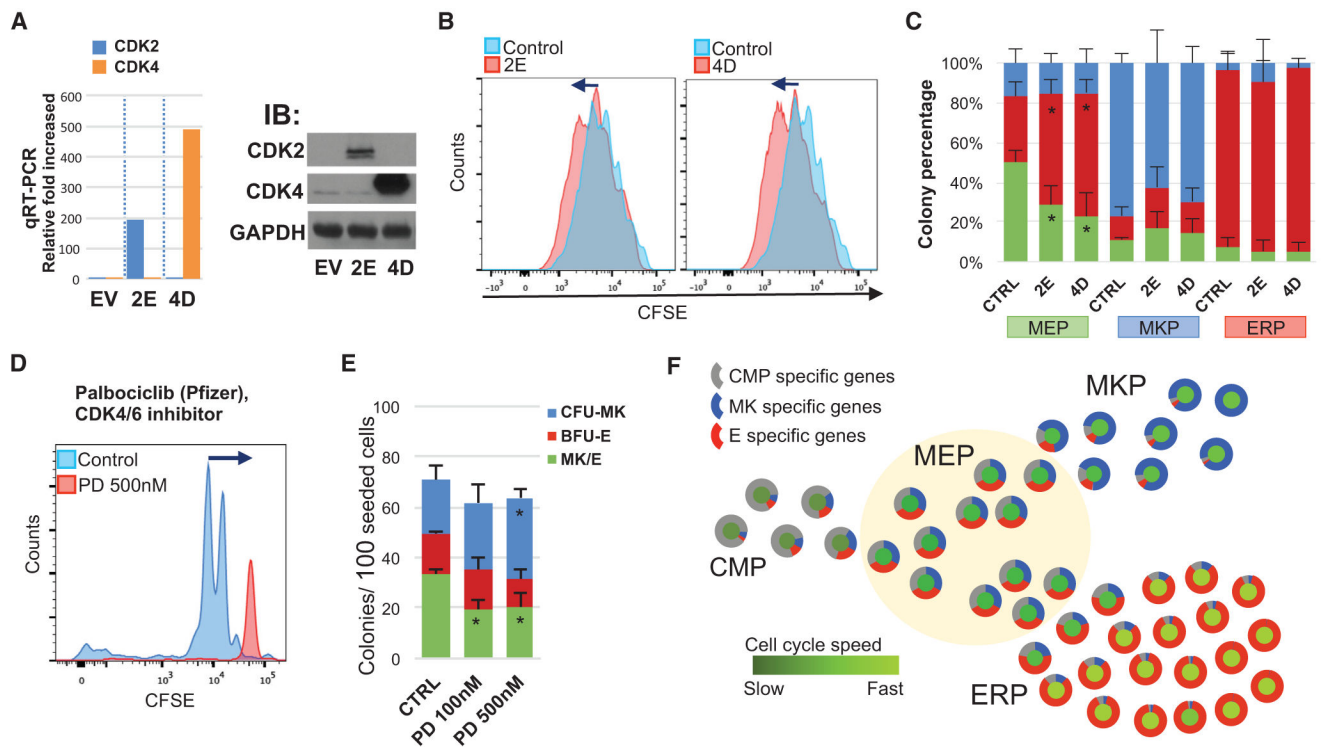 A
CDK2
CDK4
qRT-PCR
Relative fold increased
600
500
400
300
200
100
0
EV 2E 4D
IB:
CDK2
CDK4
GAPDH
EV 2E 4D
B
Control
2E
Control
4D
Counts
-10³ 0 10³ 10⁴ 10⁵
-10³ 0 10³ 10⁴ 10⁵
CFSE
C
Colony percentage
100%
80%
60%
40%
20%
0%
CTRL 2E 4D CTRL 2E 4D CTRL 2E 4D
* *
* *
MEP MKP ERP
D
Palbociclib (Pfizer),
CDK4/6 inhibitor
Control
PD 500nM
Counts
-10³ 0 10³ 10⁴ 10⁵
CFSE
E
Colonies/ 100 seeded cells
100
80
60
40
20
0
CFU-MK
BFU-E
MK/E
*
* *
CTRL
PD 100nM
PD 500nM
F
CMP specific genes
MK specific genes
E specific genes
MKP
MEP
CMP
ERP
Cell cycle speed
Slow Fast